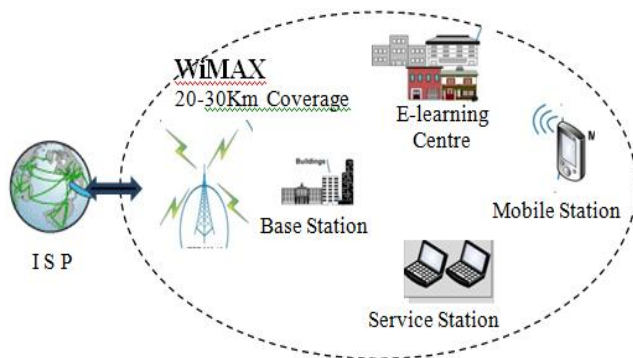 WiMAX
20-30Km Coverage
E-learning
Centre
M
Buildings
Base Station
Mobile Station
I S P
Service Station